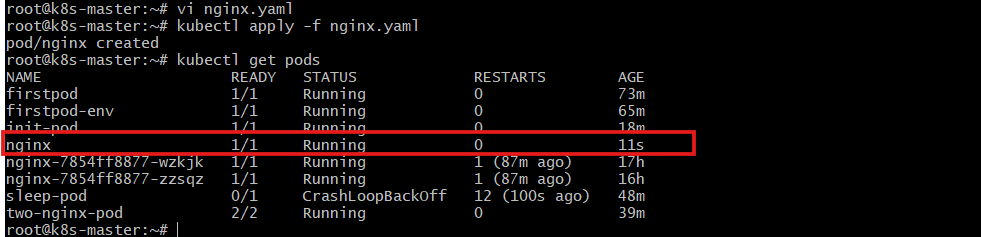 root@k8s-master:~# vi nginx.yaml
root@k8s-master:~# kubectl apply -f nginx.yaml
pod/nginx created
root@k8s-master:~# kubectl get pods
NAME READY STATUS RESTARTS AGE
firstpod 1/1 Running 0 73m
firstpod-env 1/1 Running 0 65m
init-pod 1/1 Running 0 18m
nginx 1/1 Running 0 11s
nginx-7854ff8877-wzkjk 1/1 Running 1 (87m ago) 17h
nginx-7854ff8877-zzsqz 1/1 Running 1 (87m ago) 16h
sleep-pod 0/1 CrashLoopBackOff 12 (100s ago) 48m
two-nginx-pod 2/2 Running 0 39m
root@k8s-master:~#